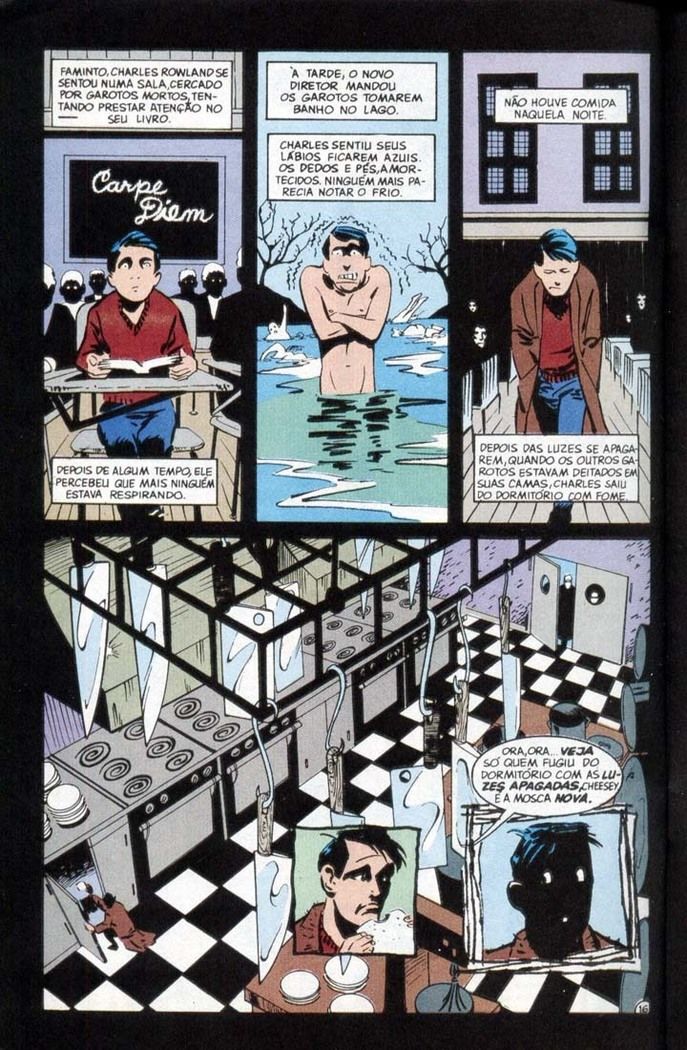 FAMINTO, CHARLES ROWLAND SE
SENTOU NUMA SALA, CERCADO
POR GAROTOS MORTOS, TEN-
TANDO PRESTAR ATENÇÃO NO
SEU LIVRO.
Carpe
Diem
DEPOIS DE ALGUM TEMPO, ELE
PERCEBEU QUE MAIS NINGUÉM
ESTAVA RESPIRANDO.
À TARDE, O NOVO
DIRETOR MANDOU
OS GAROTOS TOMAREM
BANHO NO LAGO.
CHARLES SENTIU SEUS
LÁBIOS FICAREM AZUIS.
OS DEDOS E PÉS, AMOR-
TECIDOS. NINGUÉM MAIS PA-
RECIA NOTAR O FRIO.
NÃO HOUVE COMIDA
NAQUELA NOITE.
DEPOIS DAS LUZES SE APAGA-
REM, QUANDO OS OUTROS GA-
ROTOS ESTAVAM DEITADOS EM
SUAS CAMAS, CHARLES SAIU
DO DORMITÓRIO COM FOME.
ORA, ORA... VEJA
SÓ QUEM FUGIU DO
DORMITÓRIO COM AS LU-
ZES APAGADAS, CHEESEY.
É A MOSCA NOVA.
16